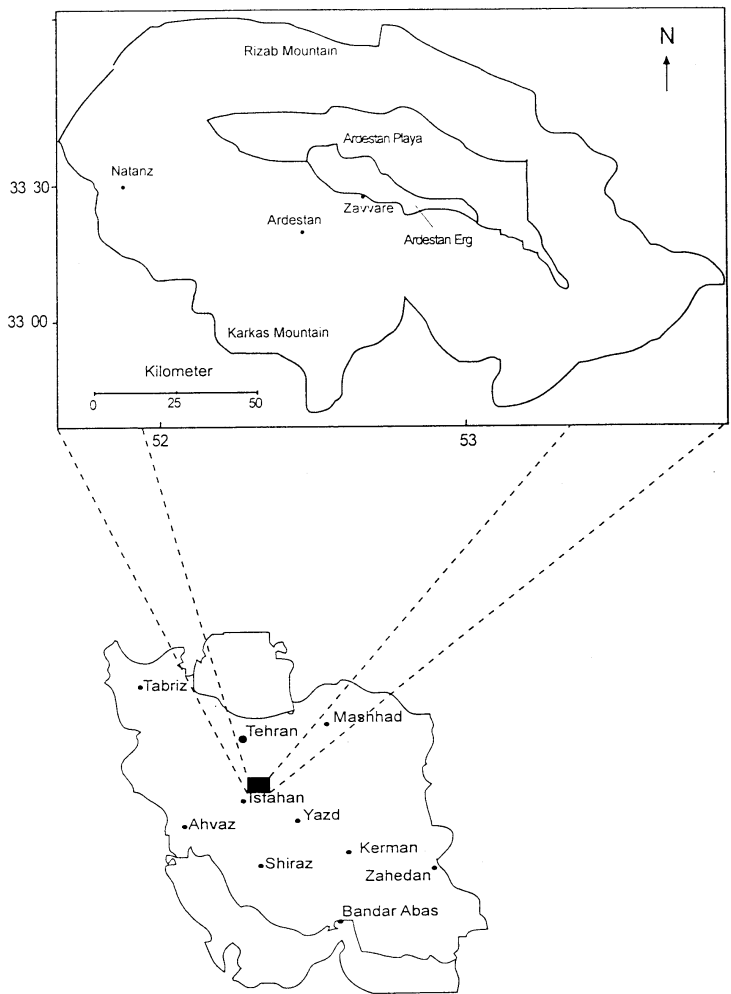 N
Rizab Mountain
Ardestan Playa
Natanz
33 30
Zavvare
Ardestan
Ardestan Erg
33 00
Karkas Mountain
Kilometer
0 25 50
52 53
Tabriz
Mashhad
Tehran
Isfahan
Yazd
Ahvaz
Kerman
Shiraz
Zahedan
Bandar Abas